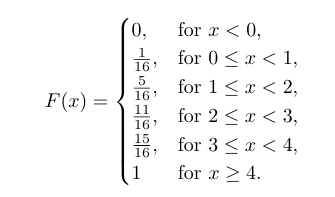 F(x) = { 0, for x < 0,
1/16, for 0 ≤ x < 1,
5/16, for 1 ≤ x < 2,
11/16, for 2 ≤ x < 3,
15/16, for 3 ≤ x < 4,
1 for x ≥ 4.